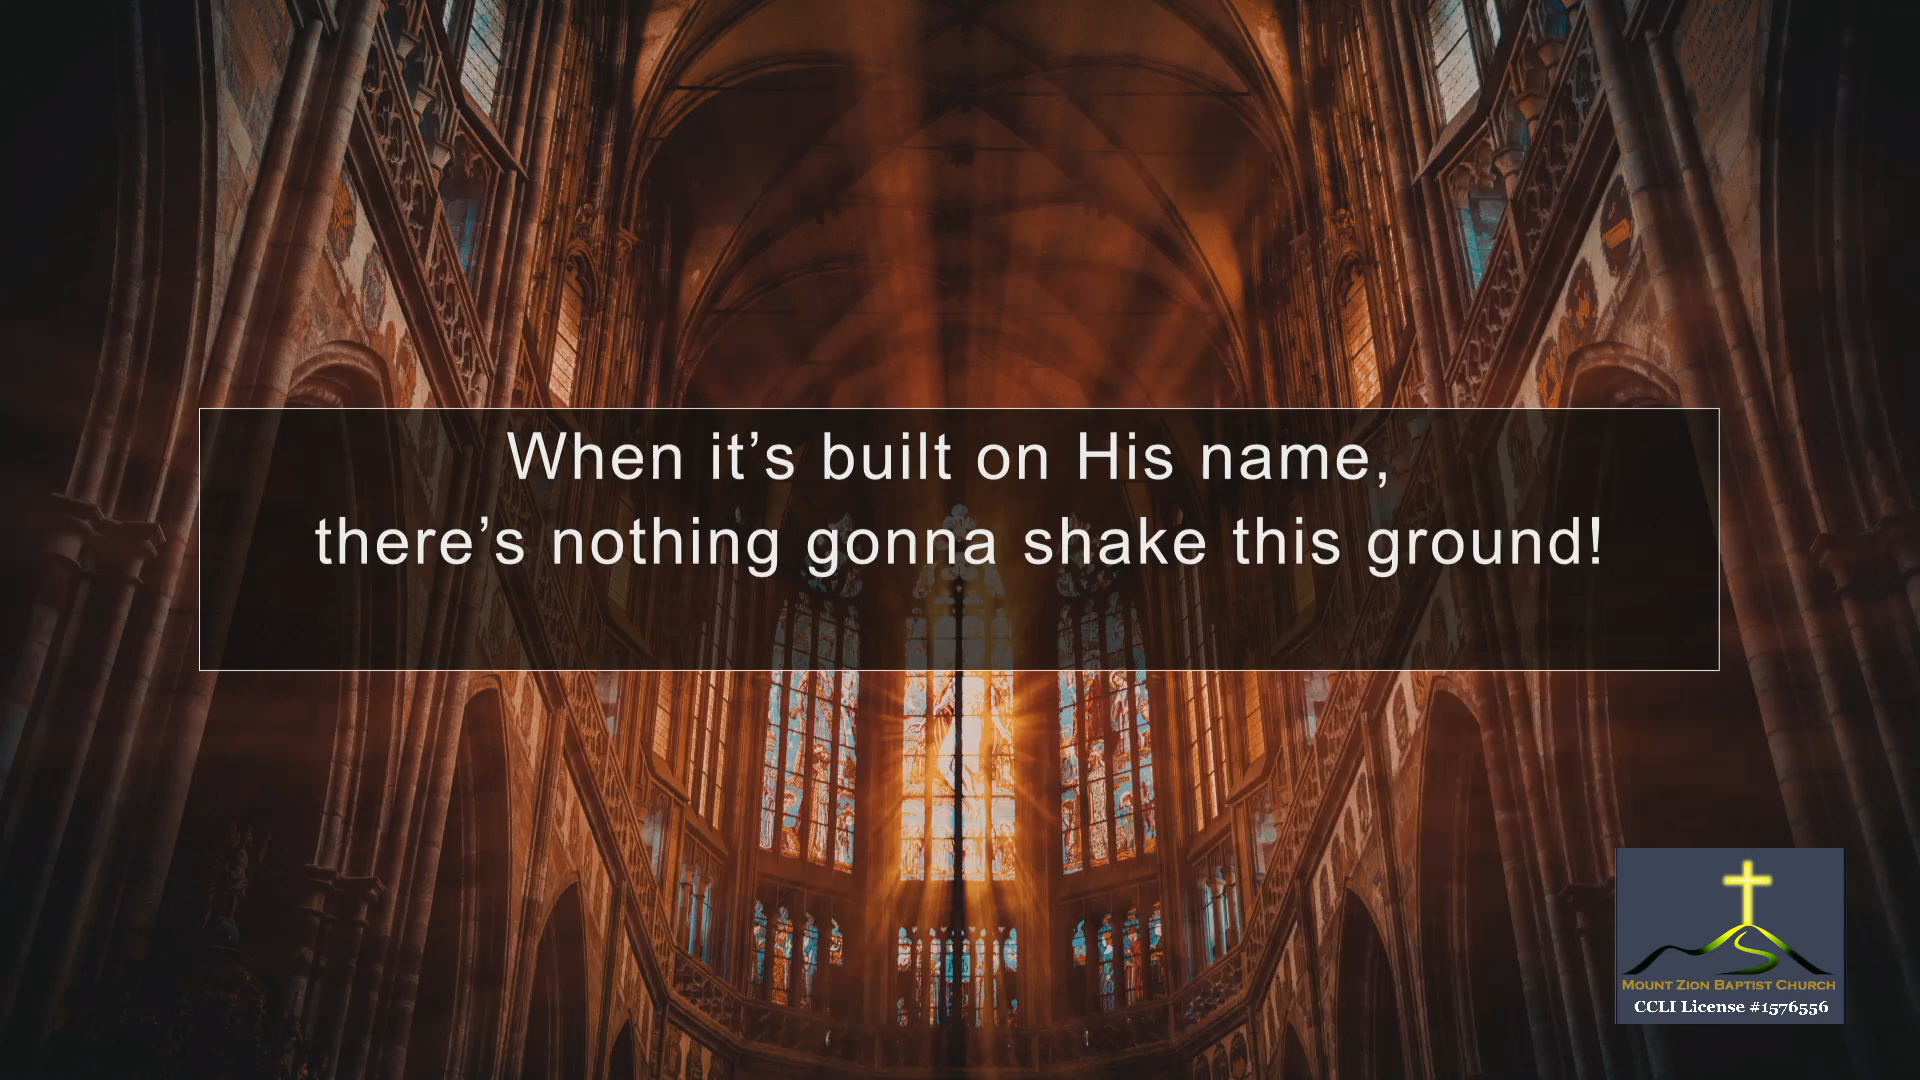 When it’s built on His name,
there’s nothing gonna shake this ground!
Mount Zion Baptist Church
CCLI License #1576556